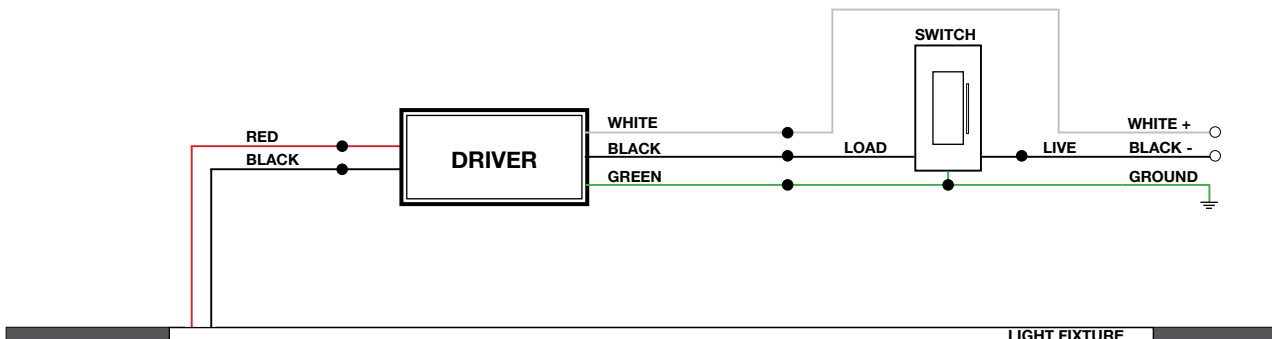 SWITCH
WHITE
WHITE +
RED
BLACK
LOAD
LIVE
BLACK -
BLACK
DRIVER
GREEN
GROUND
LIGHT FIXTURE